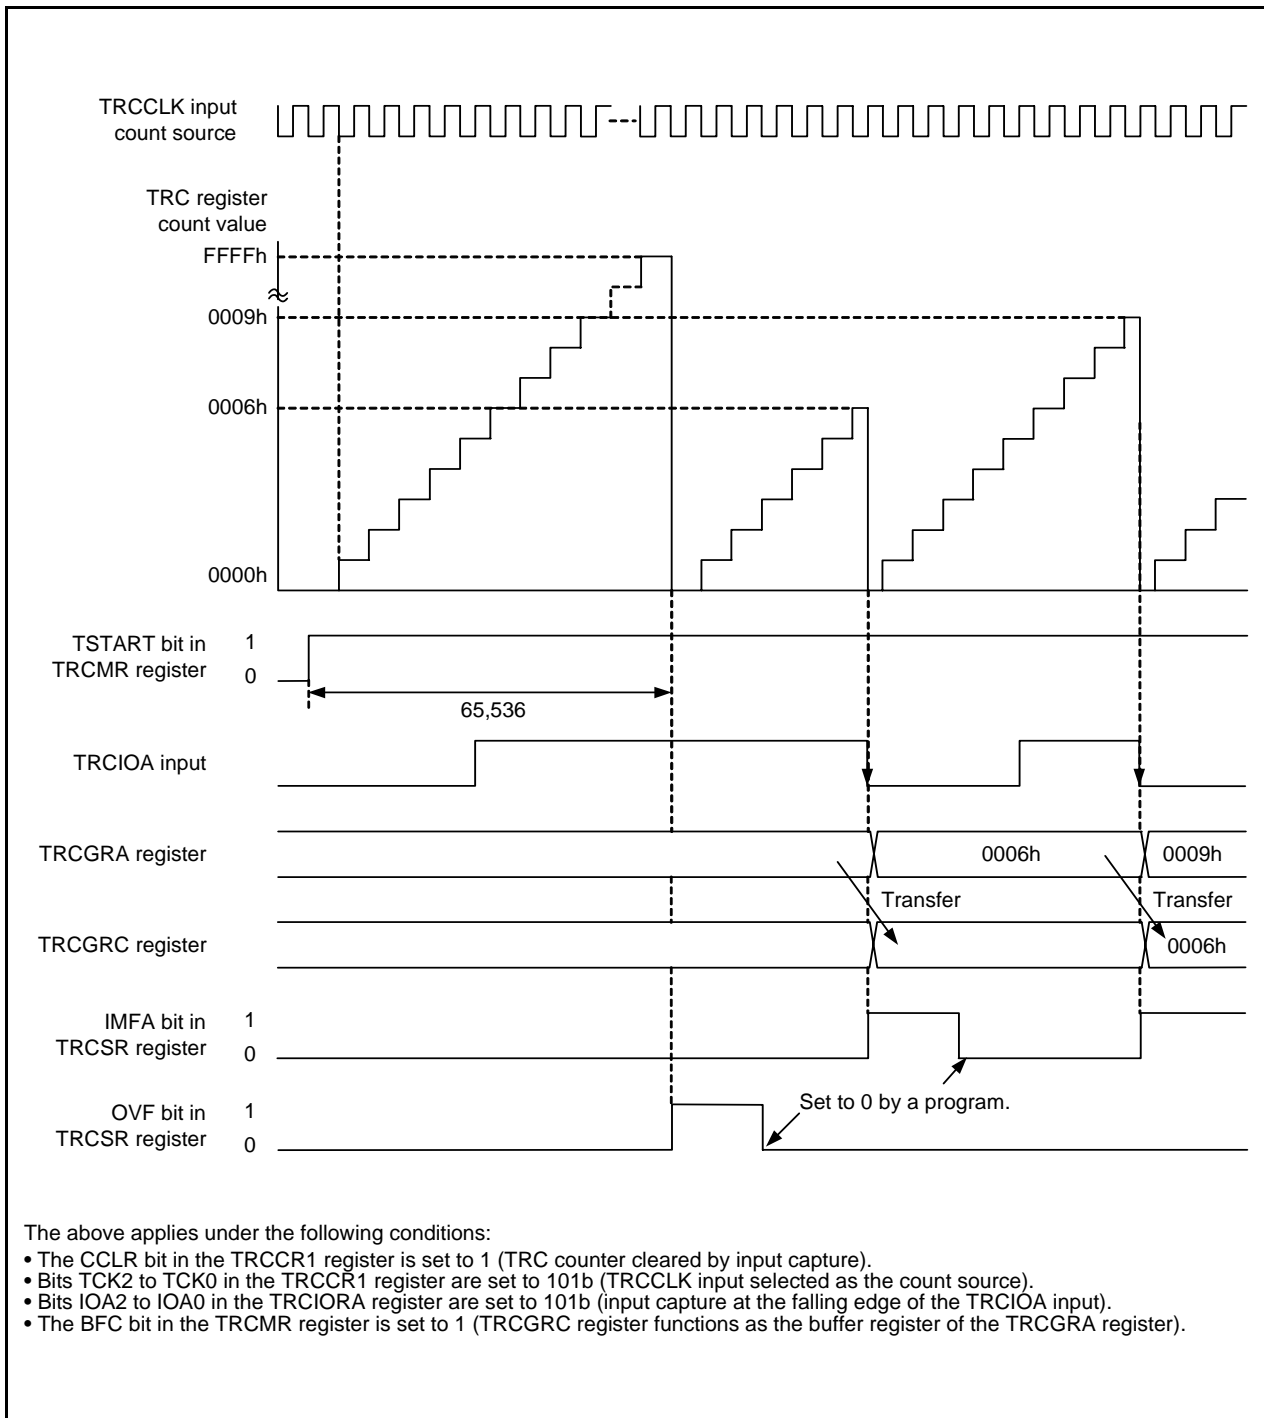 TRCCLK input
count source
TRC register
count value
FFFFh
0009h
0006h
0000h
TSTART bit in
TRCMR register
1
0
65,536
TRCIOA input
TRCGRA register
0006h
0009h
Transfer
Transfer
TRCGRC register
0006h
IMFA bit in
TRCSR register
1
0
Set to 0 by a program.
OVF bit in
TRCSR register
1
0
The above applies under the following conditions:
• The CCLR bit in the TRCCR1 register is set to 1 (TRC counter cleared by input capture).
• Bits TCK2 to TCK0 in the TRCCR1 register are set to 101b (TRCCLK input selected as the count source).
• Bits IOA2 to IOA0 in the TRCIORA register are set to 101b (input capture at the falling edge of the TRCIOA input).
• The BFC bit in the TRCMR register is set to 1 (TRCGRC register functions as the buffer register of the TRCGRA register).